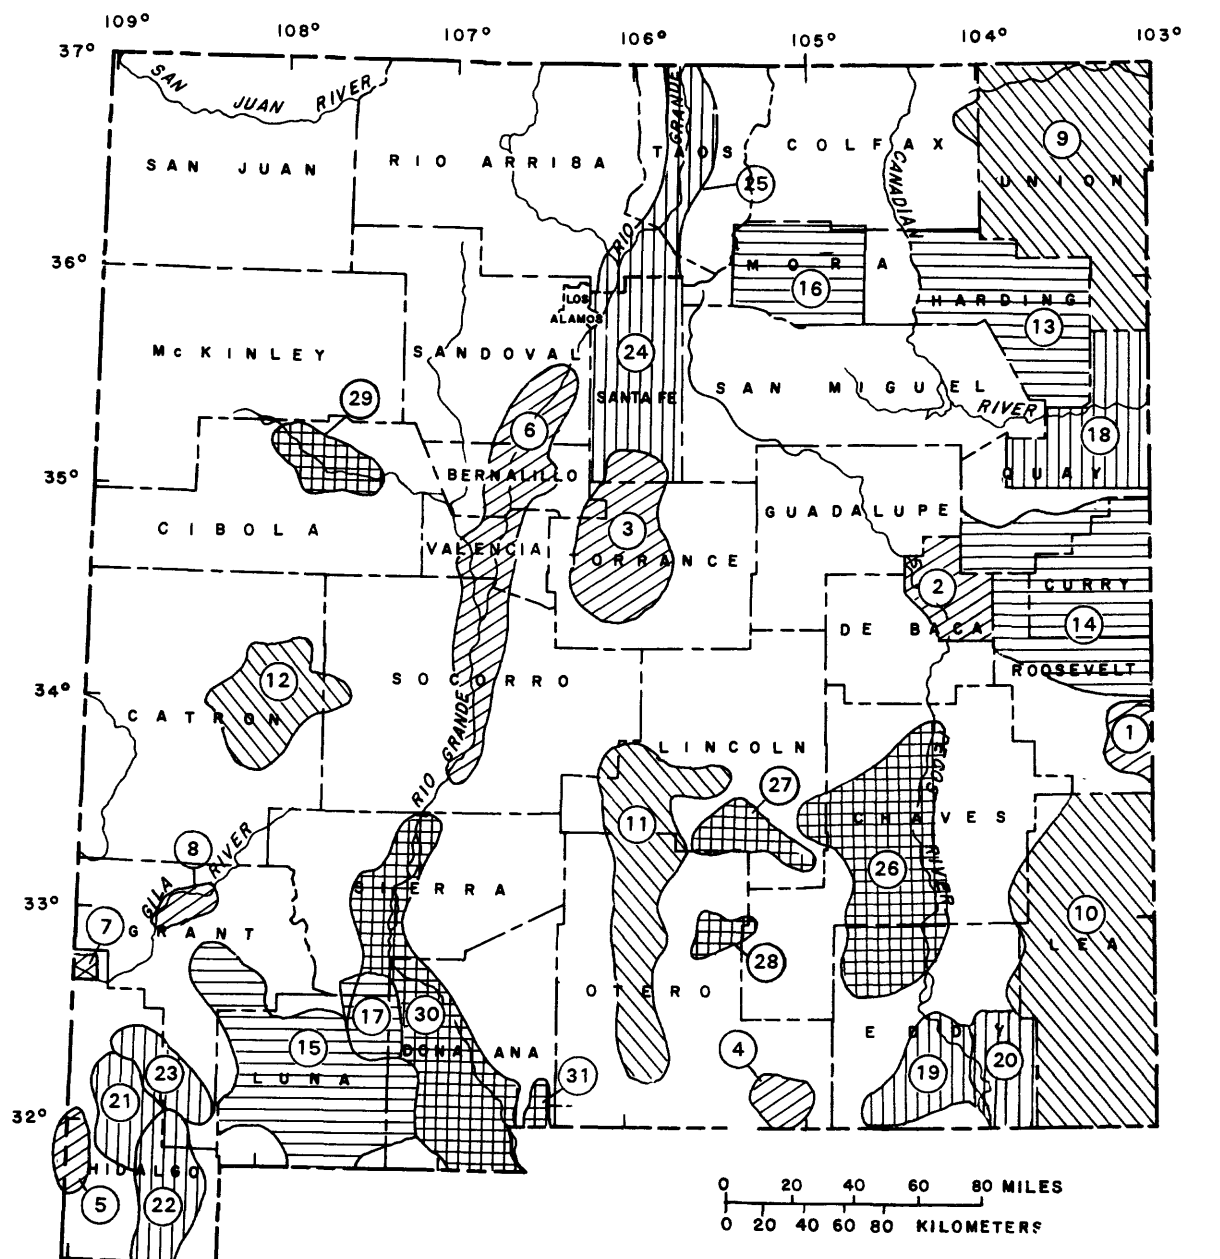 109°
108°
107°
106°
105°
104°
103°
37°
SAN JUAN RIVER
RIO GRANDE
9
SAN JUAN
RIO ARRIBA
TAOS
COLFAX
CANADIAN
UNION
25
36°
MORA
16
HARDING
13
LOS
ALAMOS
McKINLEY
SANDOVAL
24
SANTA FE
SAN MIGUEL
RIVER
29
6
18
QUAY
35°
BERNALILLO
CIBOLA
VALENCIA
3
ORRANCE
GUADALUPE
2
CURRY
DE BACA
14
ROOSEVELT
34°
12
CATRON
SOCORRO
RIO GRANDE
LINCOLN
PECOS RIVER
1
27
11
CHAVES
8
GILA RIVER
26
SIERRA
33°
7
GRANT
10
LEA
28
OTERO
17
30
15
DONA ANA
EDDY
4
LUNA
31
19
20
23
21
32°
HIDALGO
5
22
0 20 40 60 80 MILES
0 20 40 60 80 KILOMETERS